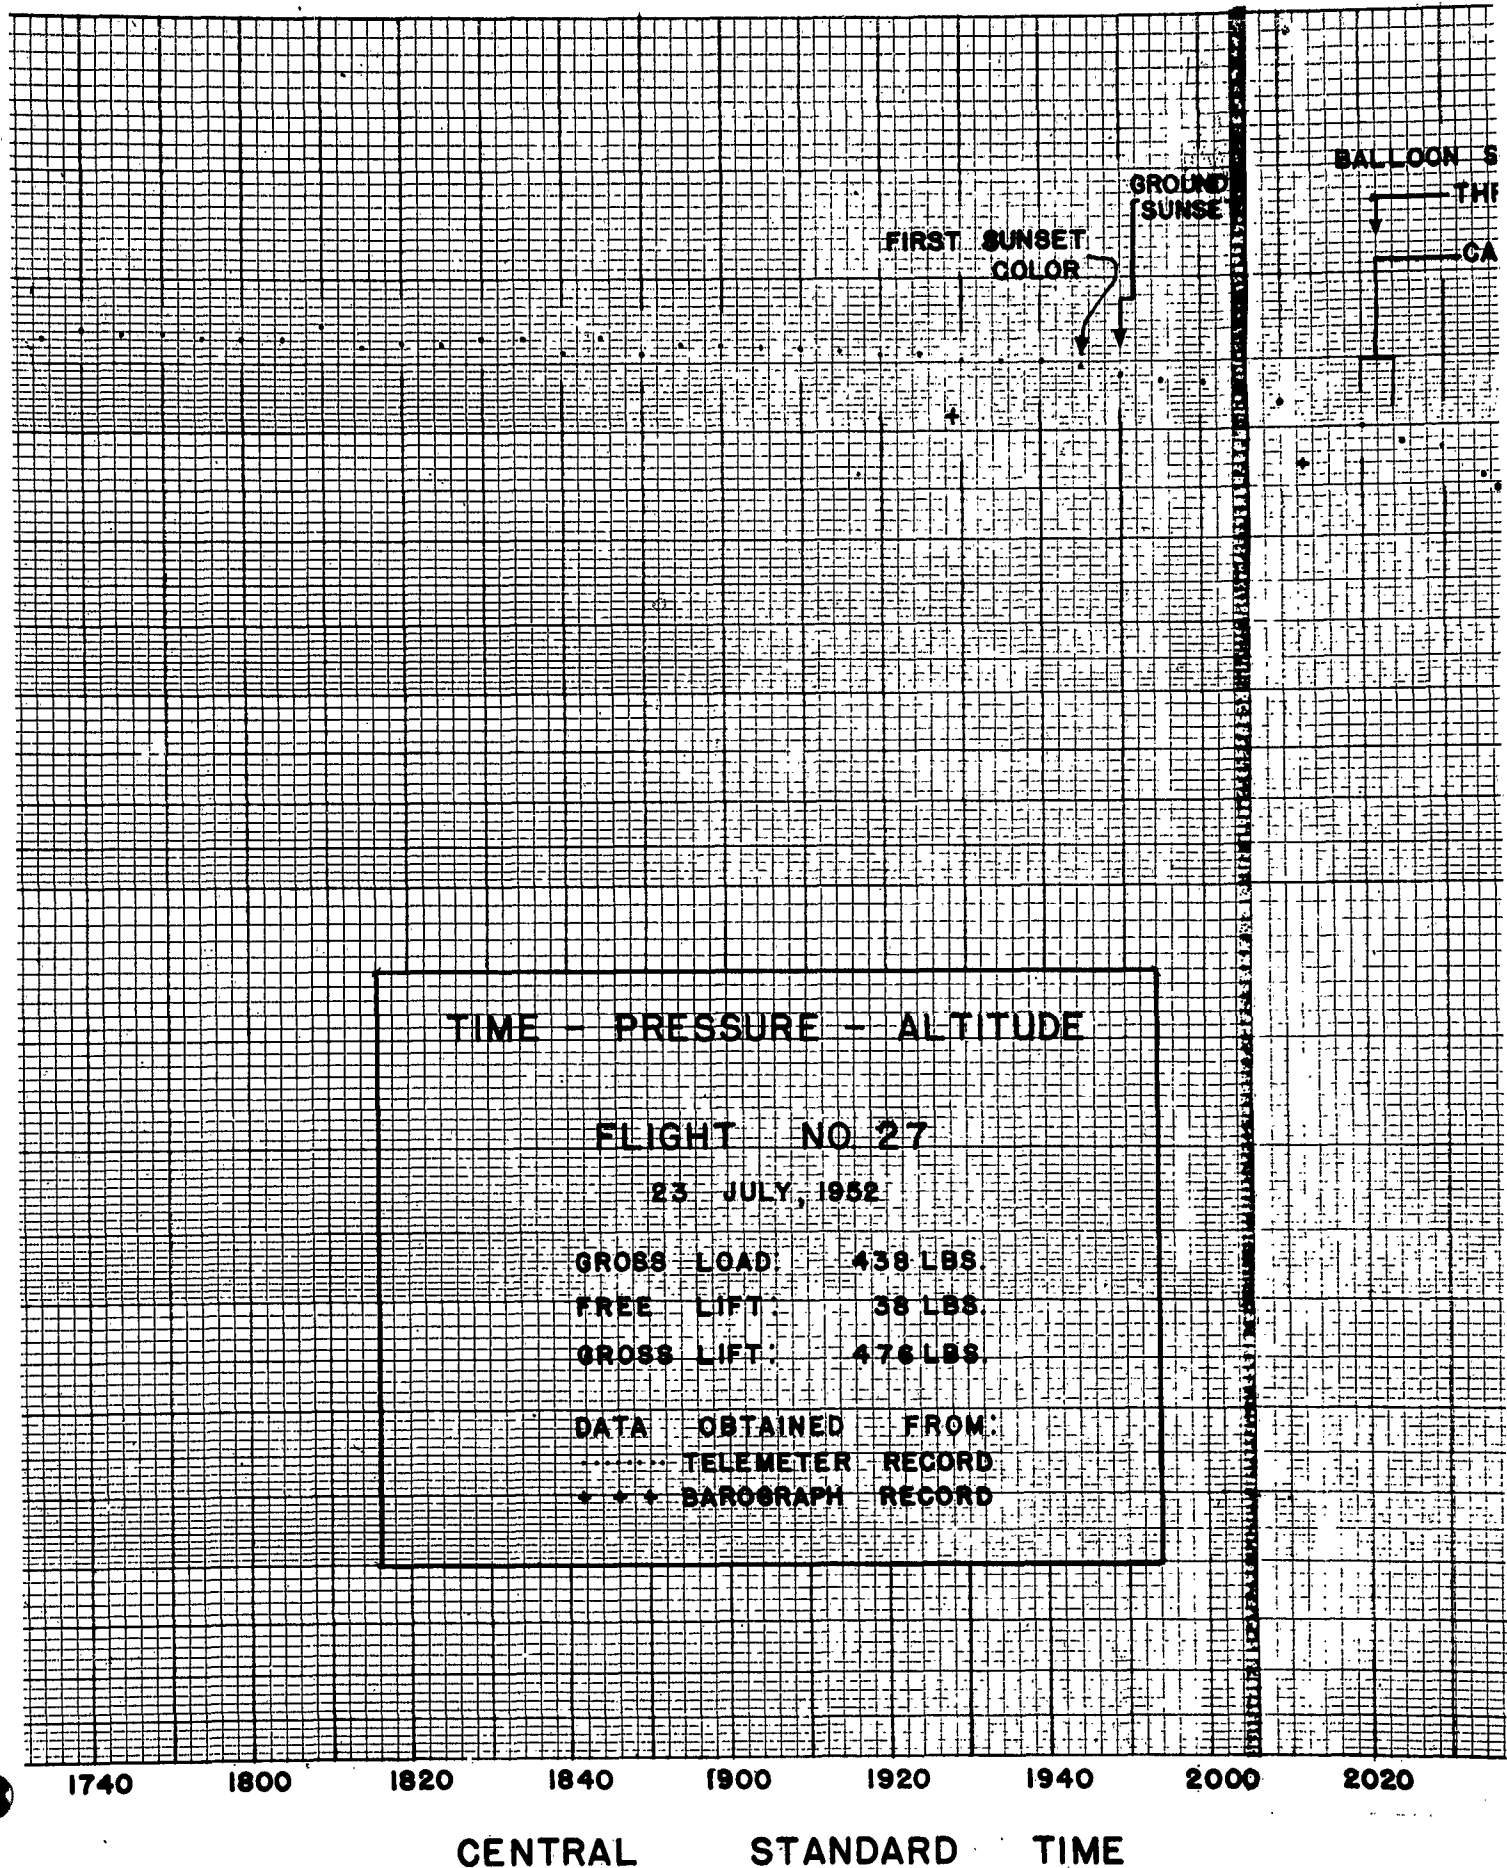 BALLOON S
GROUND
SUNSE
THR
FIRST SUNSET
COLOR
CA
TIME - PRESSURE - ALTITUDE
FLIGHT NO. 27
23 JULY, 1952
GROSS LOAD: 438 LBS.
FREE LIFT: 38 LBS.
GROSS LIFT: 476 LBS.
DATA OBTAINED FROM:
........ TELEMETER RECORD
+ + + BAROGRAPH RECORD
1740 1800 1820 1840 1900 1920 1940 2000 2020
CENTRAL STANDARD TIME